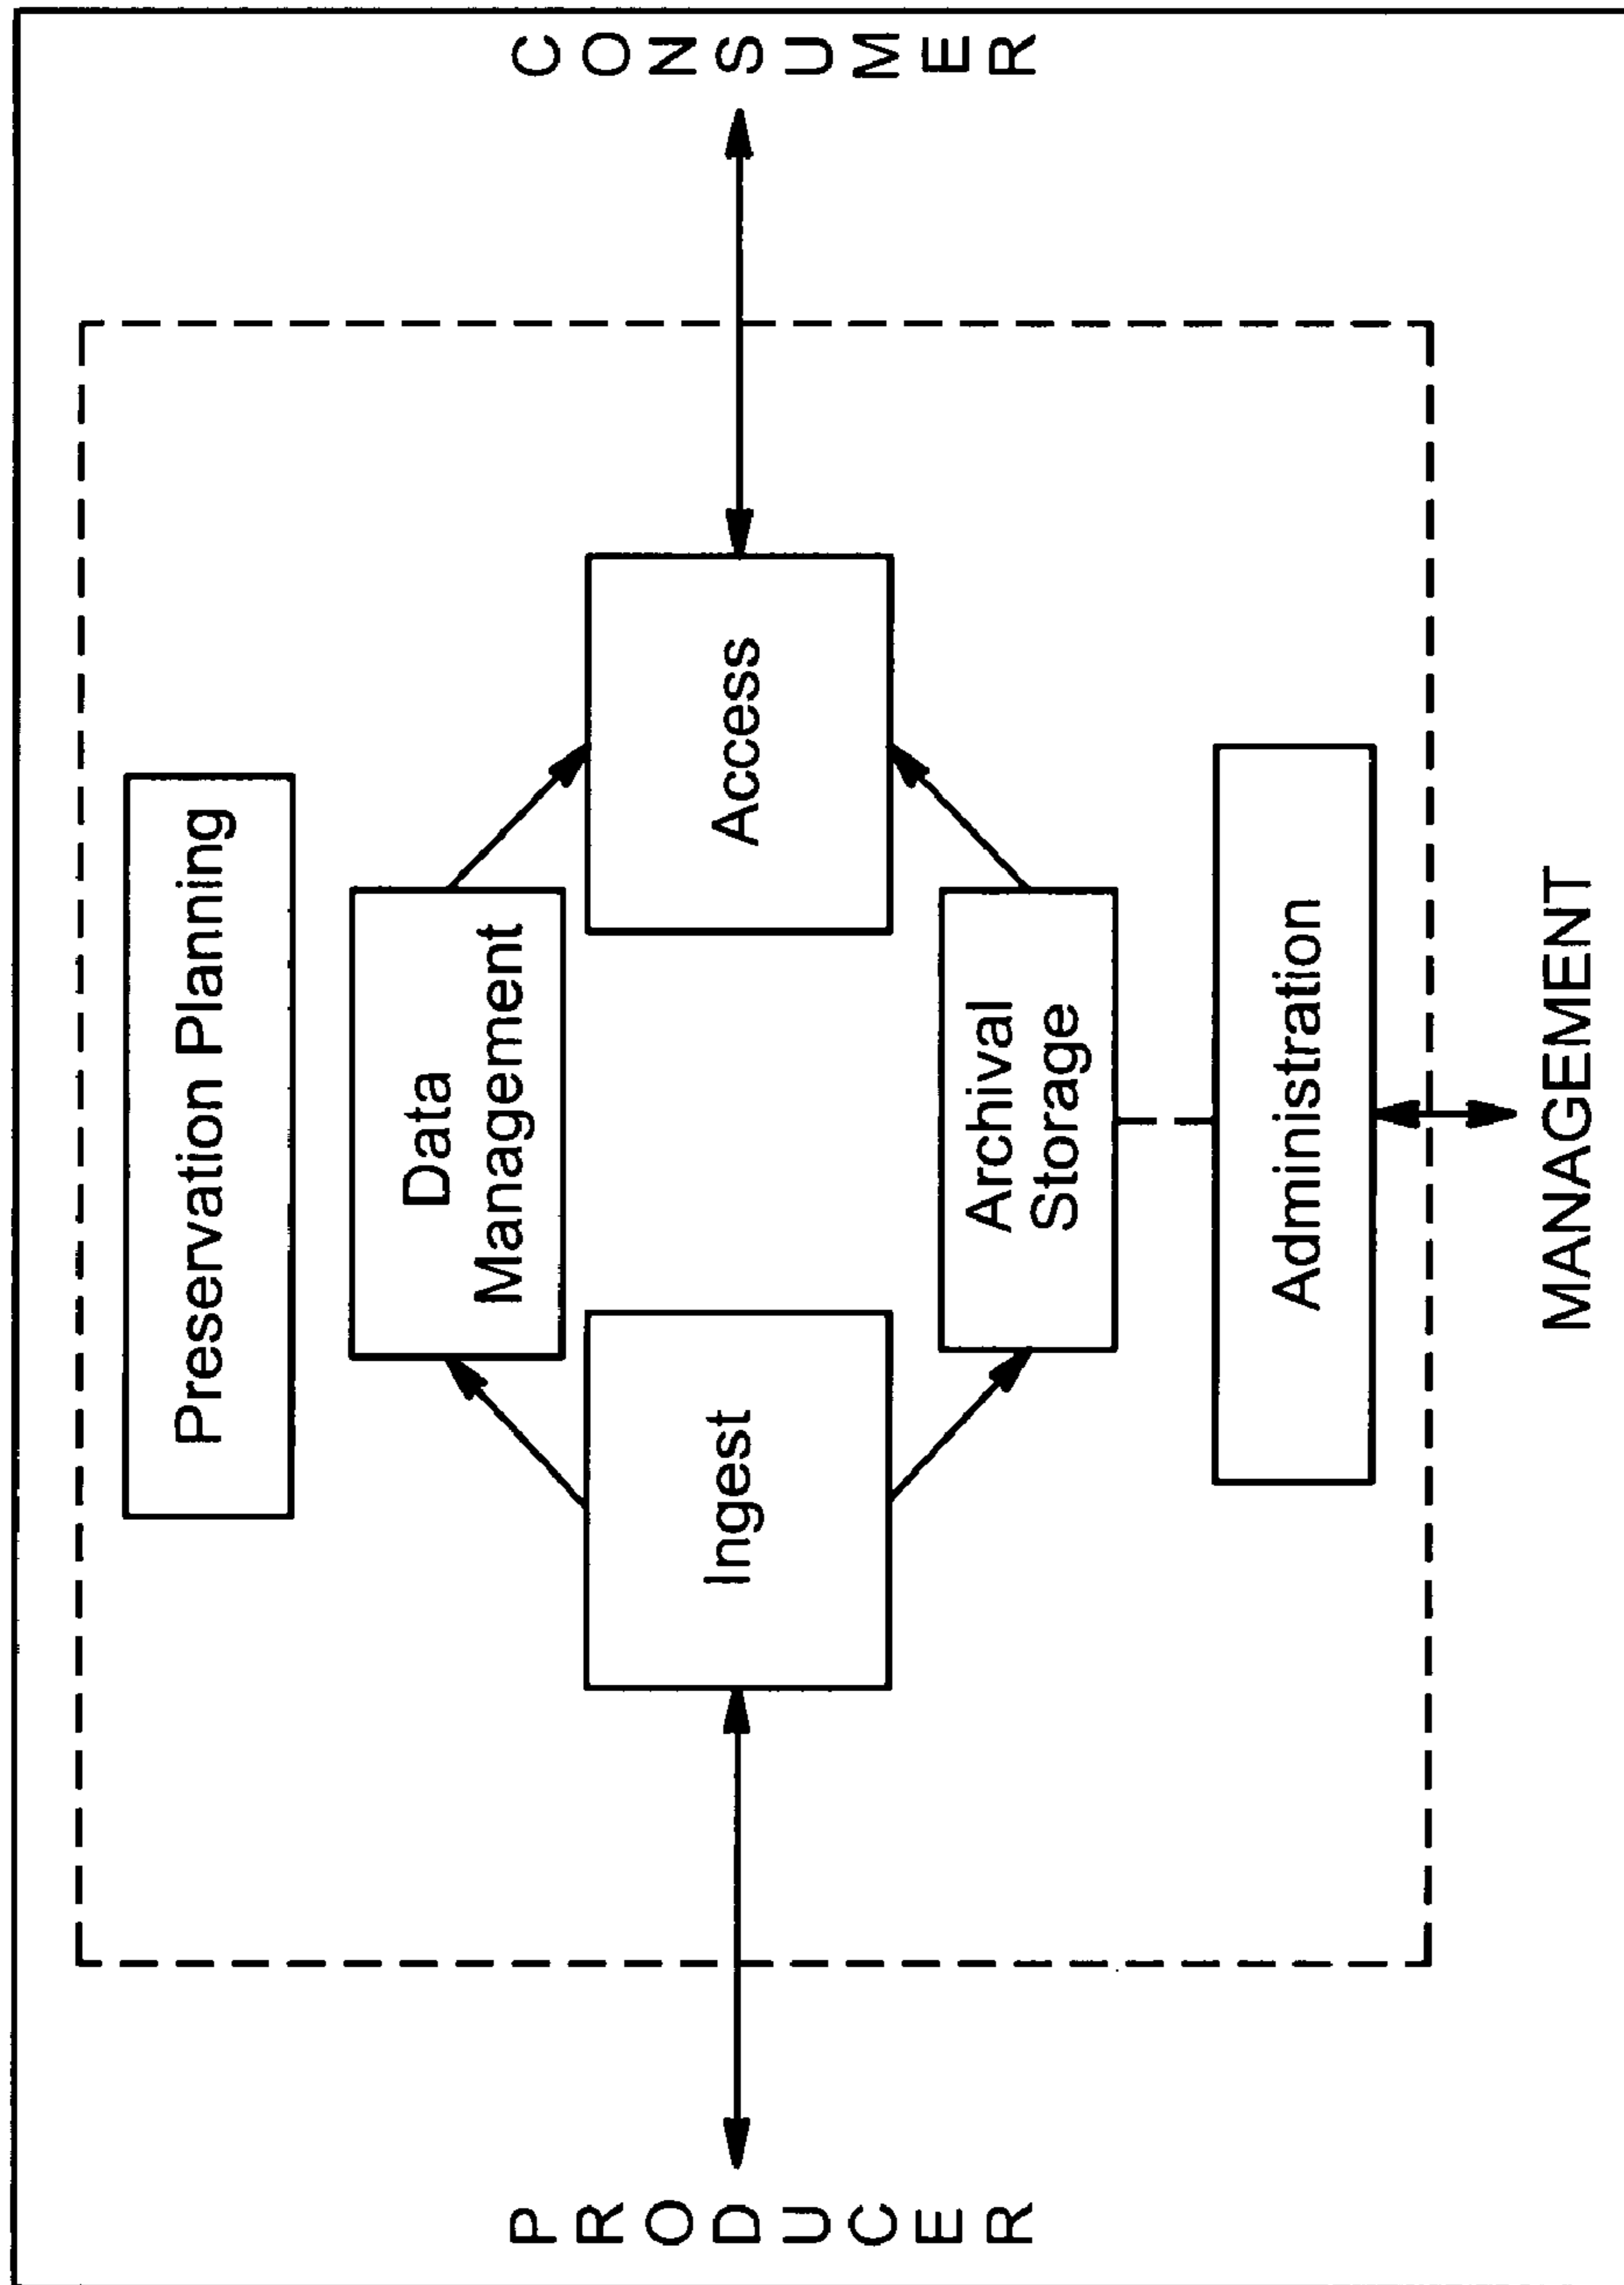 Preservation Planning
Data
Management
PRODUCER
Ingest
Access
CONSUMER
Archival
Storage
Administration
MANAGEMENT